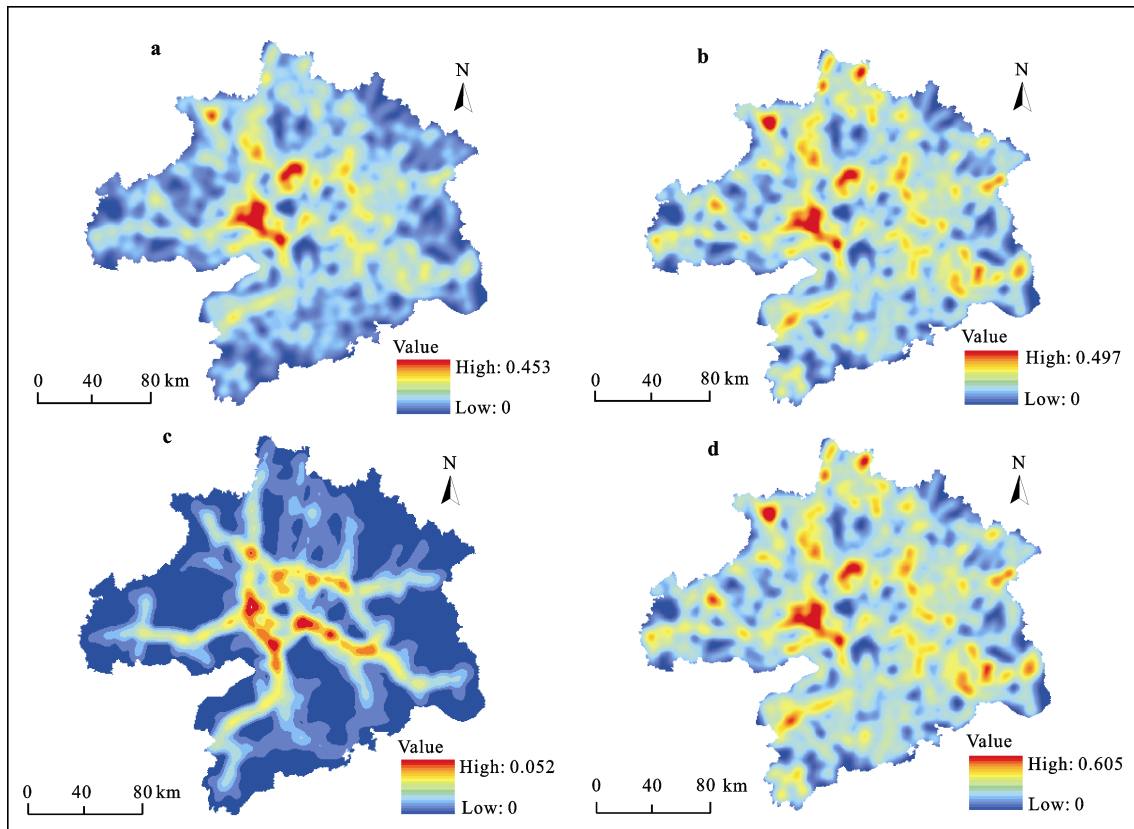 a
N
Value
High: 0.453
Low: 0
0 40 80 km
b
N
Value
High: 0.497
Low: 0
0 40 80 km
c
N
Value
High: 0.052
Low: 0
0 40 80 km
d
N
Value
High: 0.605
Low: 0
0 40 80 km